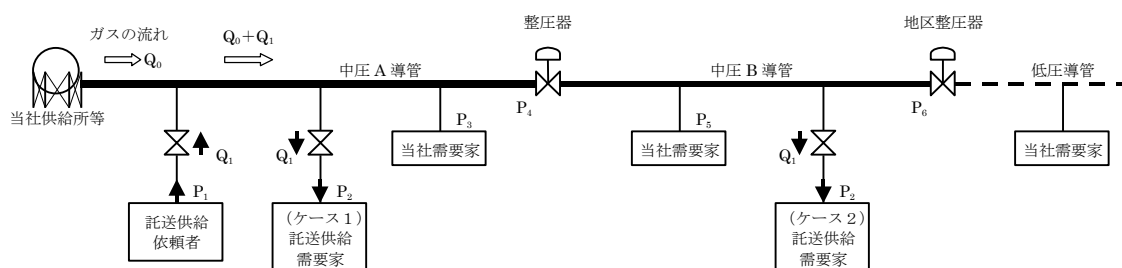 整圧器
地区整圧器
ガスの流れ
Q₀
Q₀+Q₁
中圧 A 導管
中圧 B 導管
低圧導管
当社供給所等
P₄
P₆
P₃
P₅
Q₁
Q₁
Q₁
当社需要家
当社需要家
当社需要家
P₁
P₂
P₂
託送供給
依頼者
（ケース１）
託送供給
需要家
（ケース２）
託送供給
需要家